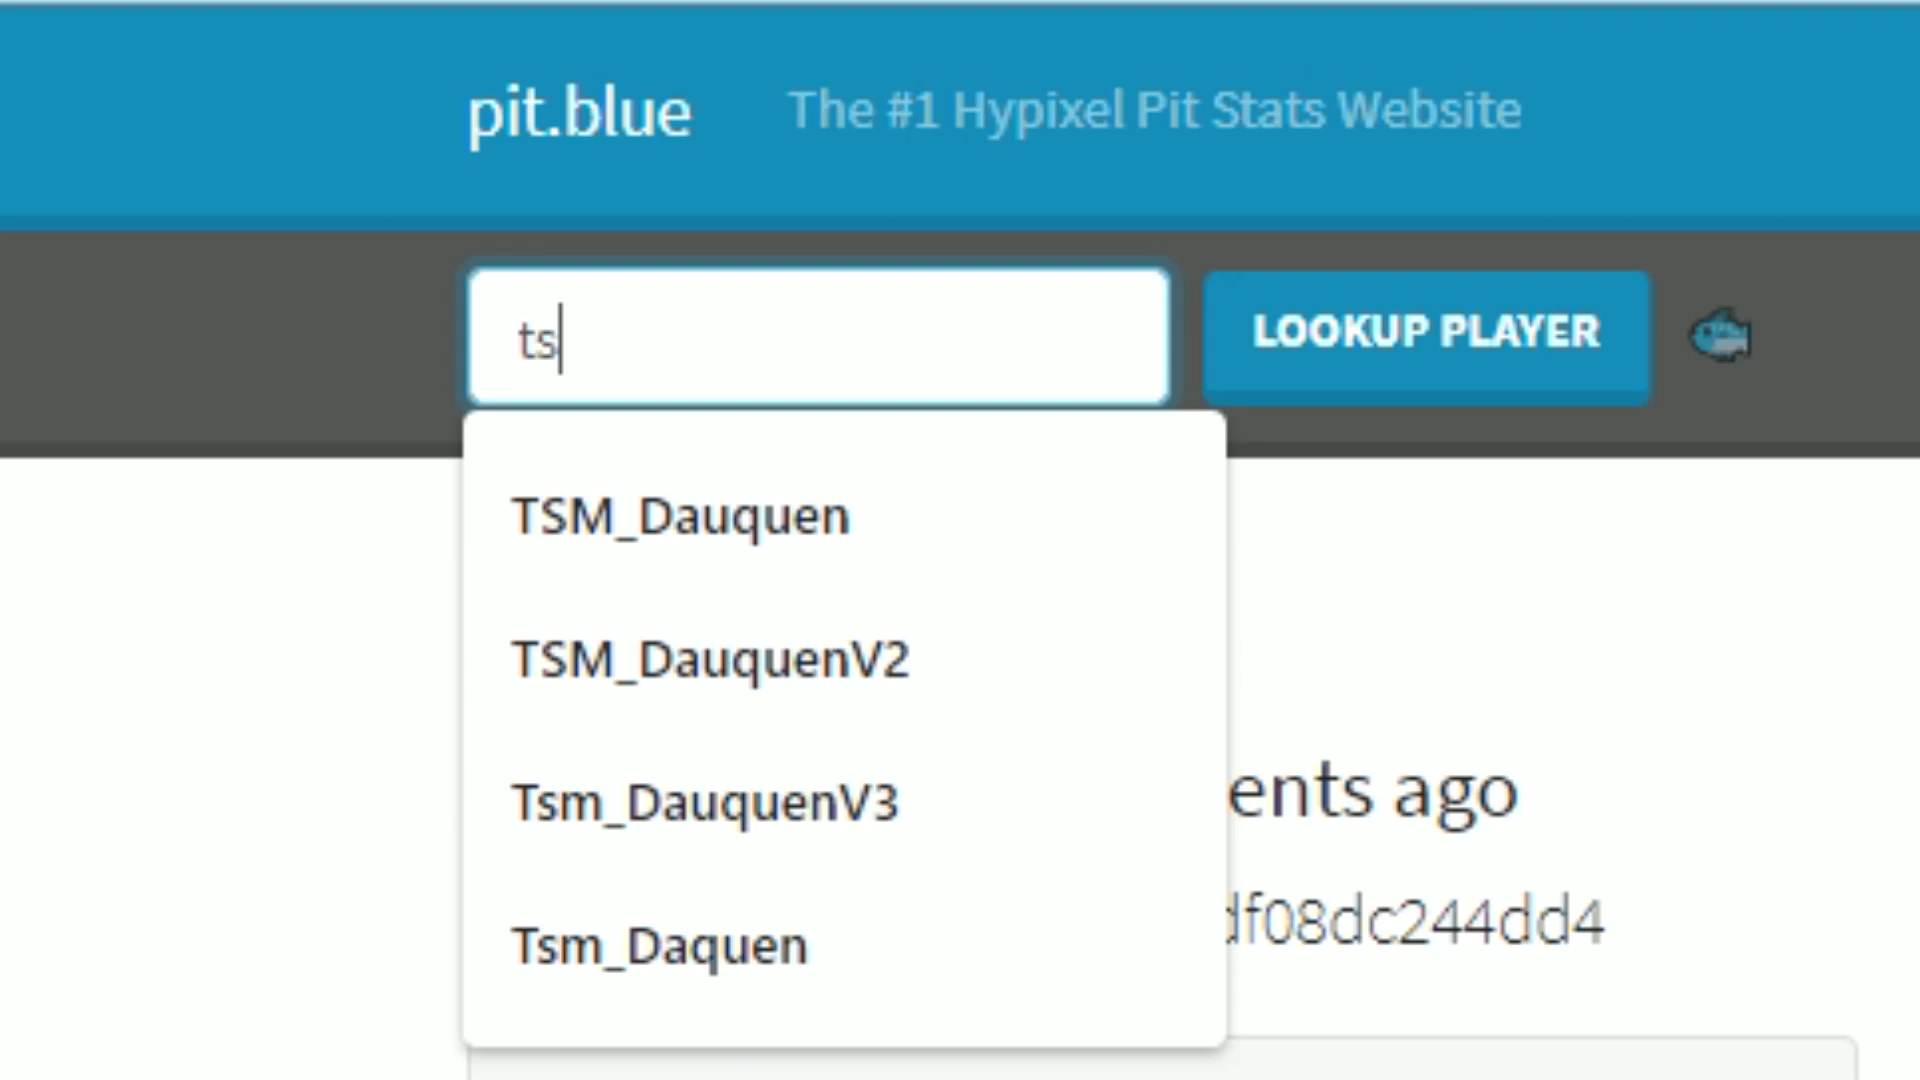 pit.blue The #1 Hypixel Pit Stats Website
ts LOOKUP PLAYER
TSM_Dauquen
TSM_DauquenV2
Tsm_DauquenV3
ents ago
df08dc244dd4
Tsm_Daquen